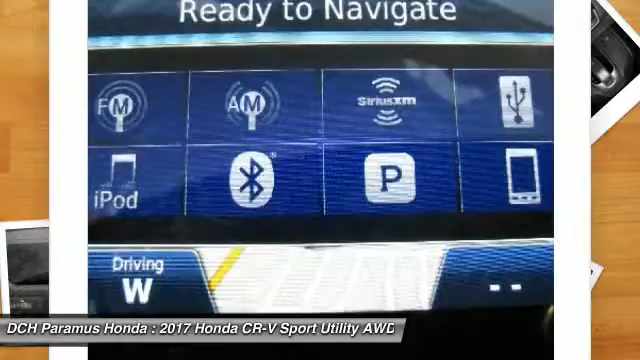 Ready to Navigate
FM
AM
SiriusXM
iPod
P
Driving
W
--
DCH Paramus Honda : 2017 Honda CR-V Sport Utility AWD